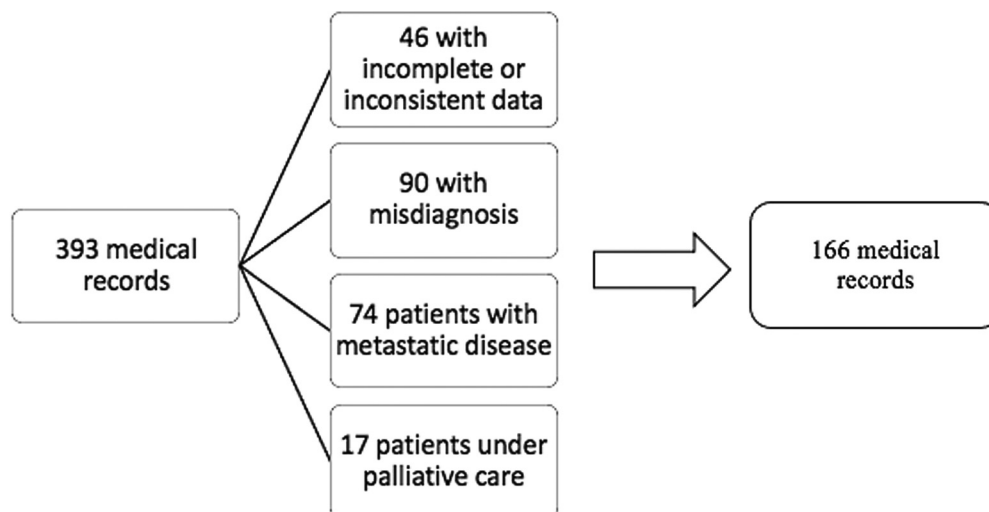 393 medical
records
46 with
incomplete or
inconsistent data
90 with
misdiagnosis
74 patients with
metastatic disease
17 patients under
palliative care
166 medical
records